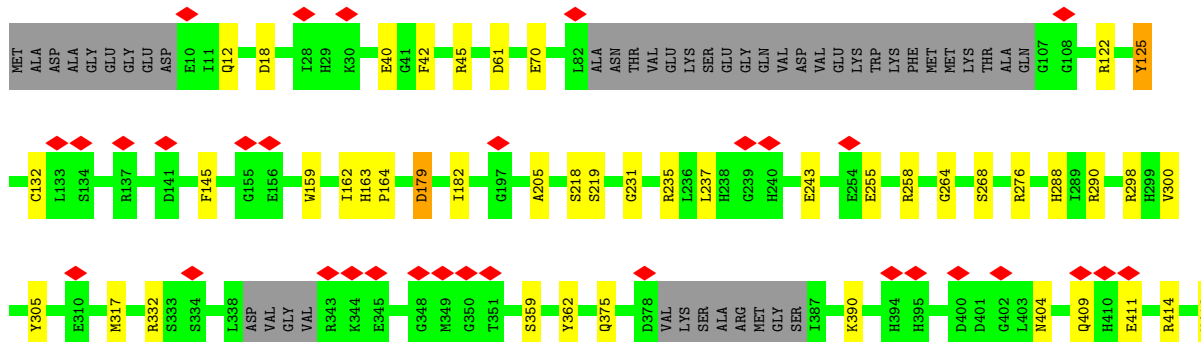 MET ALA ASP ALA GLY GLY GLU ASP E10 I11 Q12 D18 I28 H29 K30 E40 G41 F42 R45 D61 E70 L82 ALA ASN THR VAL GLU LYS SER GLU GLY GLN VAL ASP VAL GLU LYS TRP LYS PHE MET MET LYS THR ALA GLN G107 G108 R122 Y125
C132 L133 S134 R137 D141 F145 G155 E156 W159 I162 H163 P164 D179 I182 G197 A205 S218 S219 G231 R235 L236 L237 H238 G239 H240 E243 E254 E255 R258 G264 S268 R276 H288 I289 R290 R298 H299 V300
Y305 E310 M317 R332 S333 S334 L338 ASP VAL GLY VAL R343 K344 E345 G348 M349 G350 T351 S359 Y362 Q375 D378 VAL LYS SER ALA ARG MET GLY SER I387 K390 H394 H395 D400 D401 G402 L403 N404 Q409 H410 E411 R414